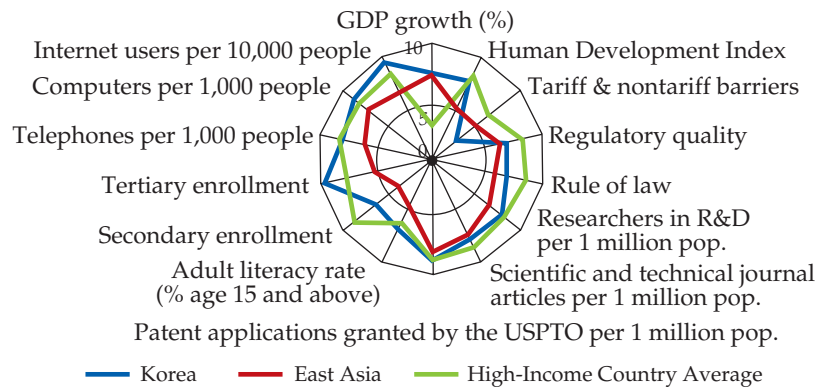 GDP growth (%)
10
5
0
Internet users per 10,000 people
Human Development Index
Computers per 1,000 people
Tariff & nontariff barriers
Telephones per 1,000 people
Regulatory quality
Tertiary enrollment
Rule of law
Secondary enrollment
Researchers in R&D
per 1 million pop.
Adult literacy rate
(% age 15 and above)
Scientific and technical journal
articles per 1 million pop.
Patent applications granted by the USPTO per 1 million pop.
Korea
East Asia
High-Income Country Average